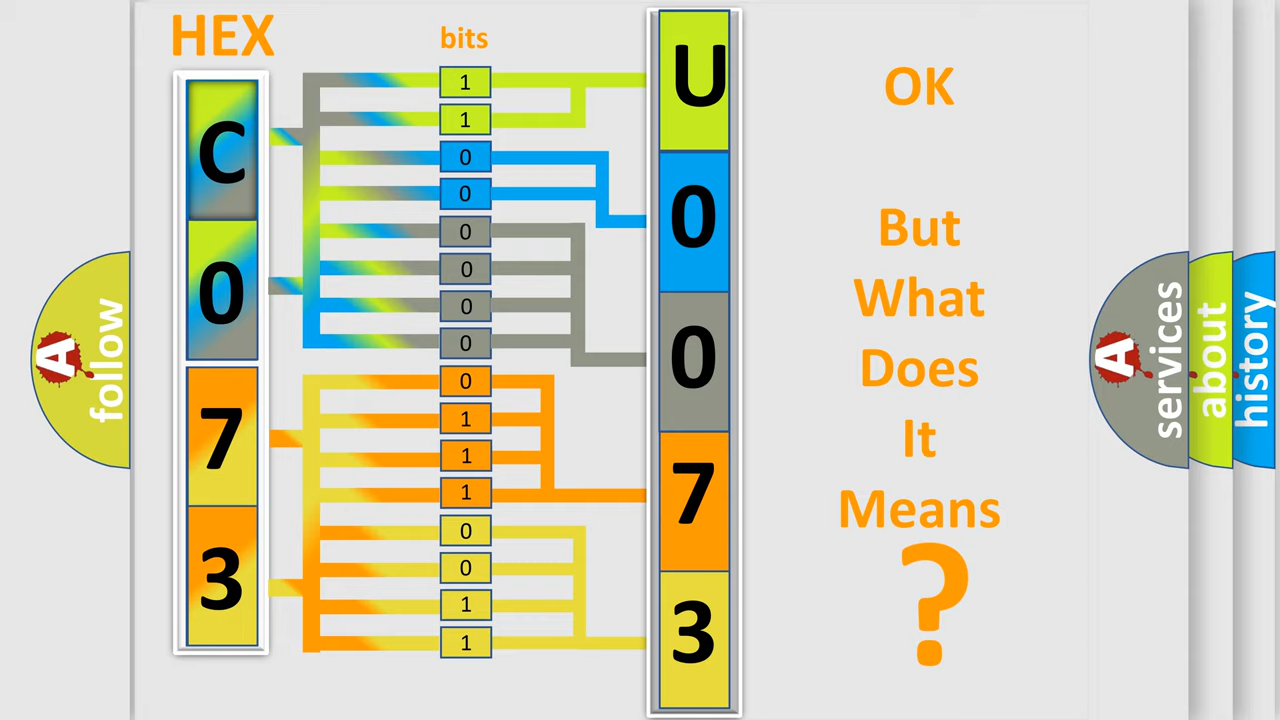 HEX
bits
C
0
7
3
1
1
0
0
0
0
0
0
0
1
1
1
0
0
1
1
U
0
0
7
3
OK
But
What
Does
It
Means
?
A
follow
A
services
about
history